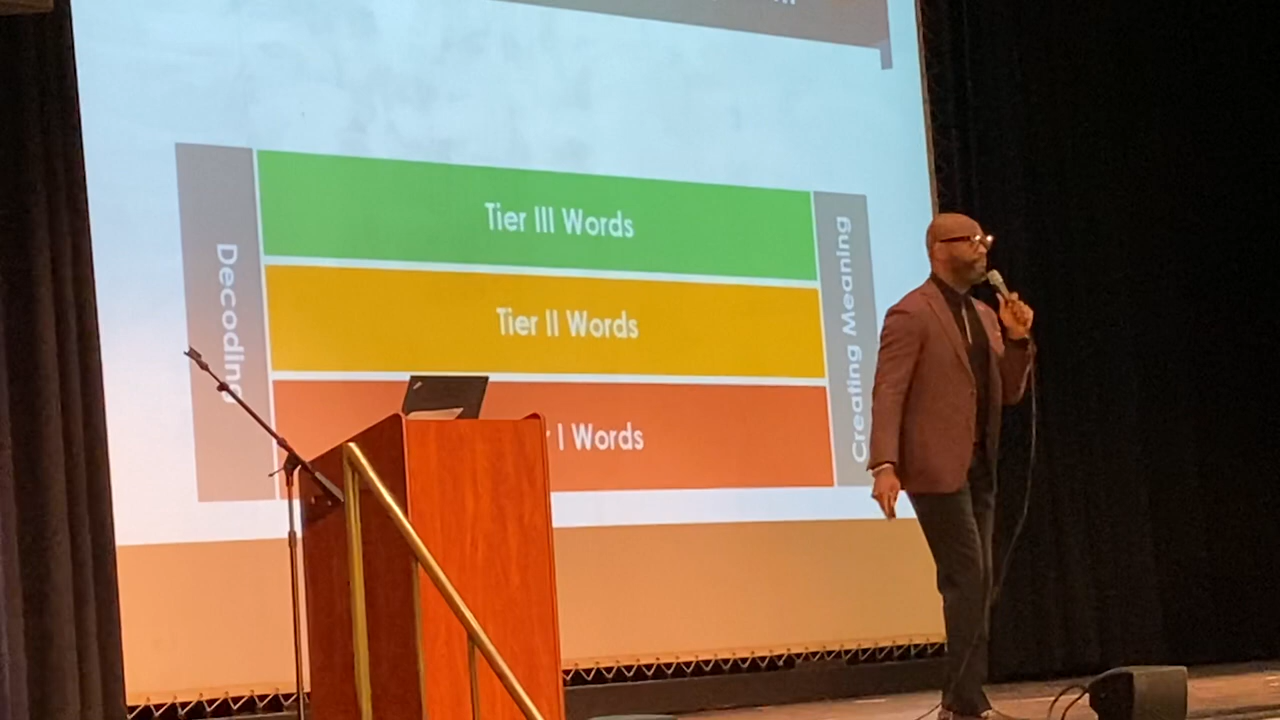 Decoding
Tier III Words
Tier II Words
I Words
Creating Meaning